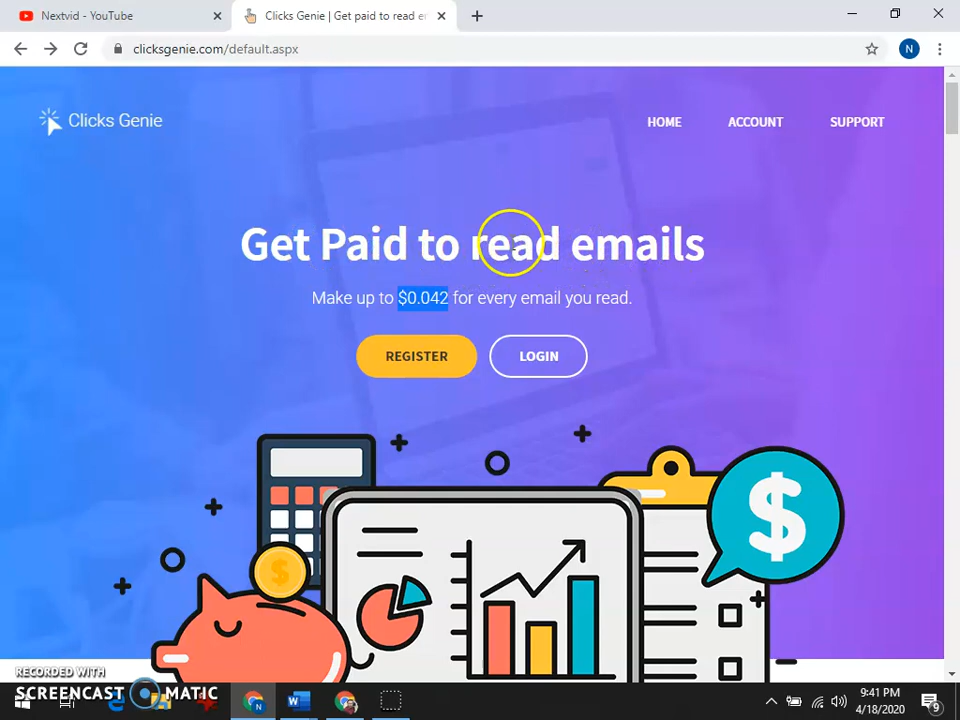 Nextvid - YouTube
Clicks Genie | Get paid to read er
clicksgenie.com/default.aspx
N
Clicks Genie
HOME
ACCOUNT
SUPPORT
Get Paid to read emails
Make up to $0.042 for every email you read.
REGISTER
LOGIN
$
$
RECORDED WITH
SCREENCAST MATIC
N
W
9:41 PM
4/18/2020
9